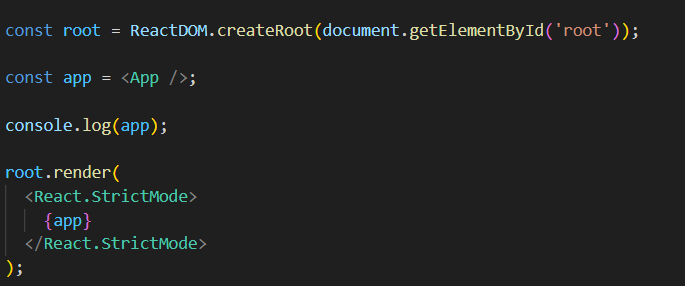 const root = ReactDOM.createRoot(document.getElementById('root'));
const app = <App />;
console.log(app);
root.render(
<React.StrictMode>
{app}
</React.StrictMode>
);